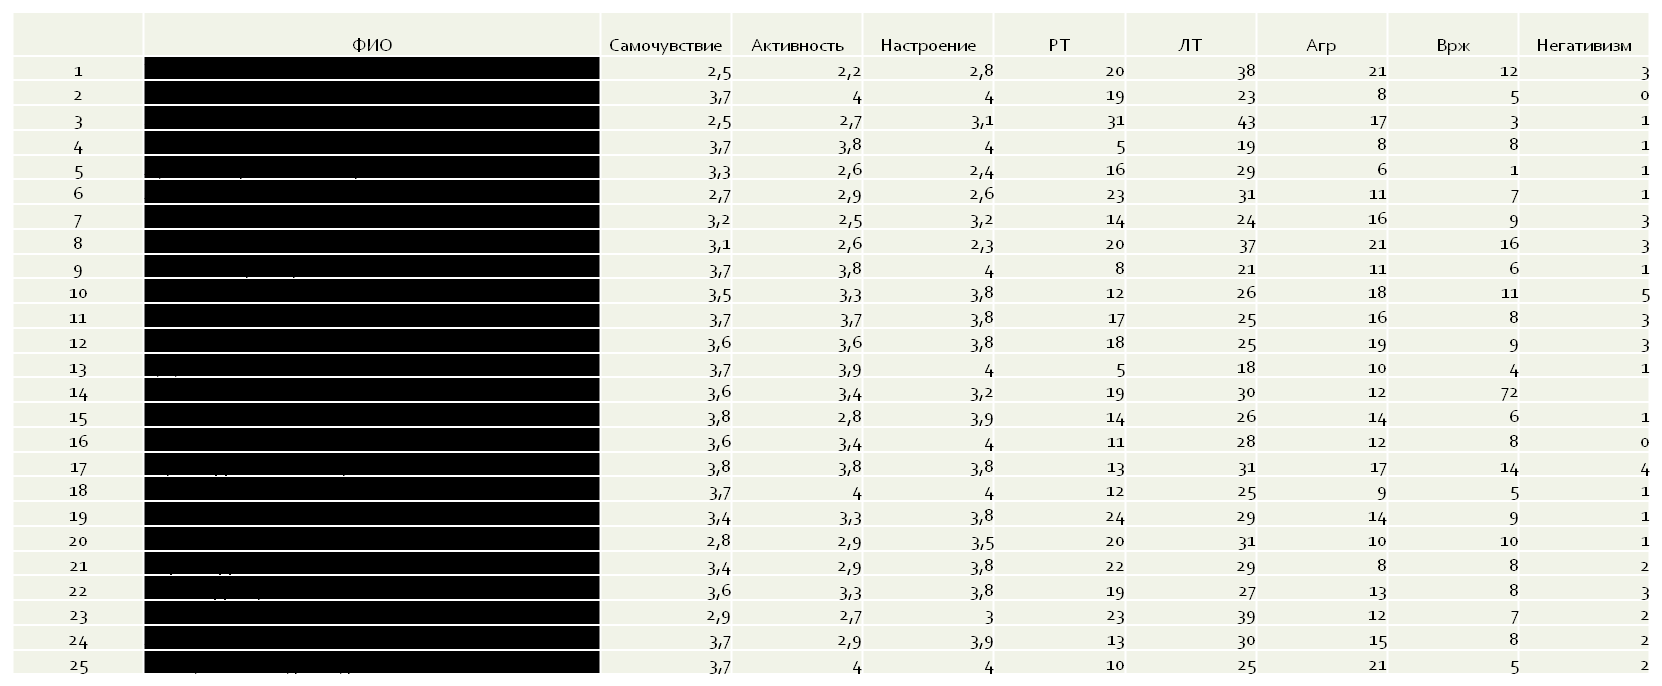 ФИО Самочувствие Активность Настроение РТ ЛТ Агр Врж Негативизм
1 2,5 2,2 2,8 20 38 21 12 3
2 3,7 4 4 19 23 8 5 0
3 2,5 2,7 3,1 31 43 17 3 1
4 3,7 3,8 4 5 19 8 8 1
5 3,3 2,6 2,4 16 29 6 1 1
6 2,7 2,9 2,6 23 31 11 7 1
7 3,2 2,5 3,2 14 24 16 9 3
8 3,1 2,6 2,3 20 37 21 16 3
9 3,7 3,8 4 8 21 11 6 1
10 3,5 3,3 3,8 12 26 18 11 5
11 3,7 3,7 3,8 17 25 16 8 3
12 3,6 3,6 3,8 18 25 19 9 3
13 3,7 3,9 4 5 18 10 4 1
14 3,6 3,4 3,2 19 30 12 72
15 3,8 2,8 3,9 14 26 14 6 1
16 3,6 3,4 4 11 28 12 8 0
17 3,8 3,8 3,8 13 31 17 14 4
18 3,7 4 4 12 25 9 5 1
19 3,4 3,3 3,8 24 29 14 9 1
20 2,8 2,9 3,5 20 31 10 10 1
21 3,4 2,9 3,8 22 29 8 8 2
22 3,6 3,3 3,8 19 27 13 8 3
23 2,9 2,7 3 23 39 12 7 2
24 3,7 2,9 3,9 13 30 15 8 2
25 3,7 4 4 10 25 21 5 2